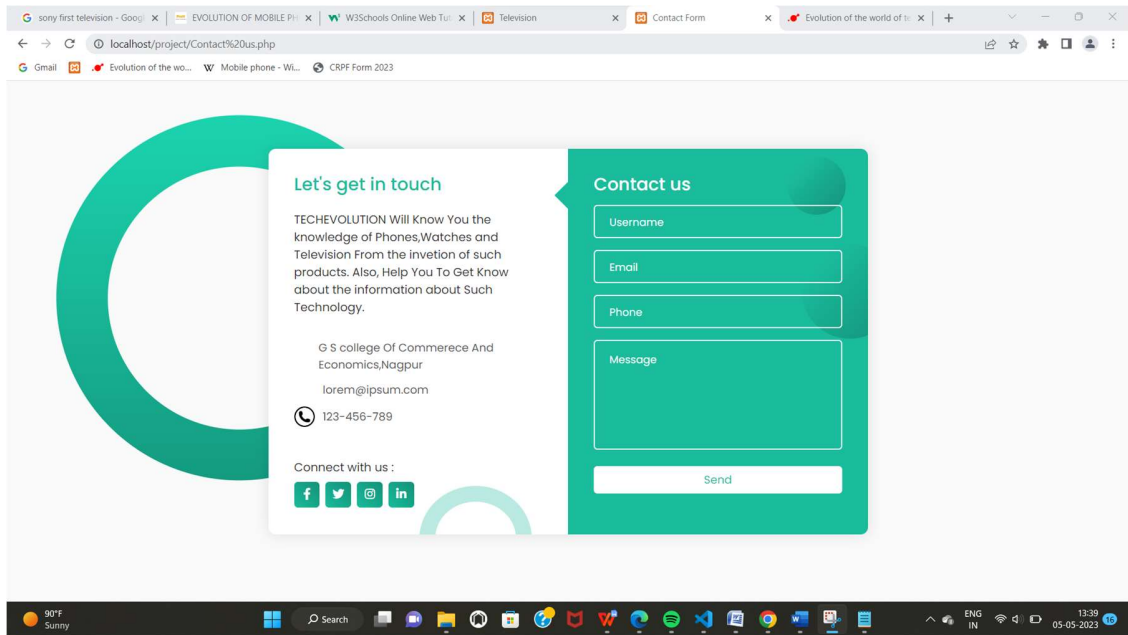 sony first television - Googl
EVOLUTION OF MOBILE PH
W3Schools Online Web Tut
Television
Contact Form
Evolution of the world of te
localhost/project/Contact%20us.php
Gmail
Evolution of the wo...
Mobile phone - Wi...
CRPF Form 2023
Let's get in touch
TECHEVOLUTION Will Know You the
knowledge of Phones,Watches and
Television From the invetion of such
products. Also, Help You To Get Know
about the information about Such
Technology.
G S college Of Commerece And
Economics,Nagpur
lorem@ipsum.com
123-456-789
Connect with us :
Contact us
Username
Email
Phone
Message
Send
90°F
Sunny
Search
ENG
IN
13:39
05-05-2023
16